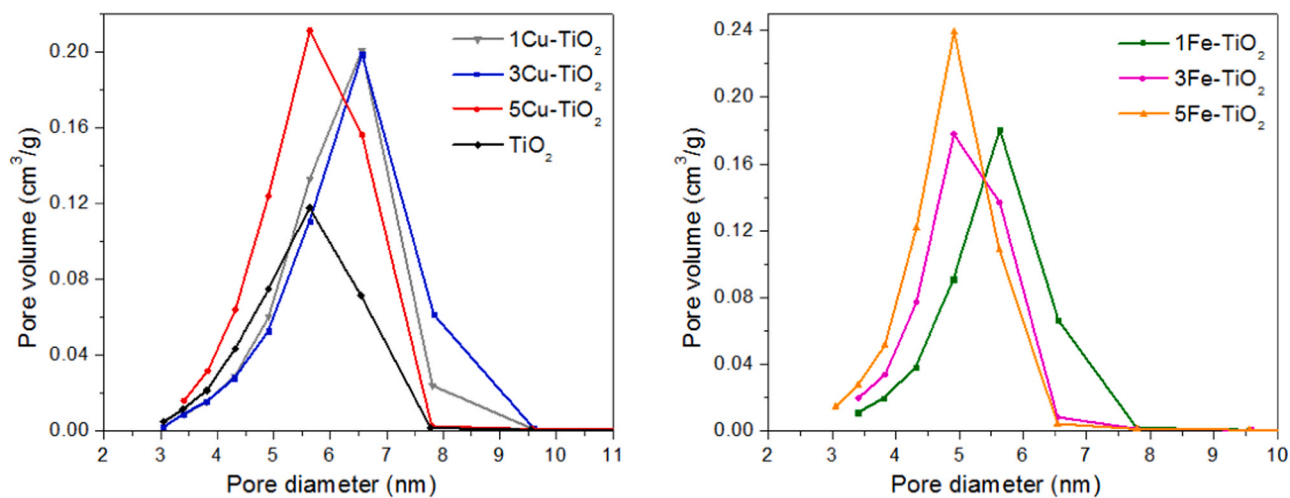 0.20
0.16
0.12
0.08
0.04
0.00
Pore volume (cm³/g)
2 3 4 5 6 7 8 9 10 11
Pore diameter (nm)
1Cu-TiO₂
3Cu-TiO₂
5Cu-TiO₂
TiO₂
0.24
0.20
0.16
0.12
0.08
0.04
0.00
Pore volume (cm³/g)
2 3 4 5 6 7 8 9 10
Pore diameter (nm)
1Fe-TiO₂
3Fe-TiO₂
5Fe-TiO₂